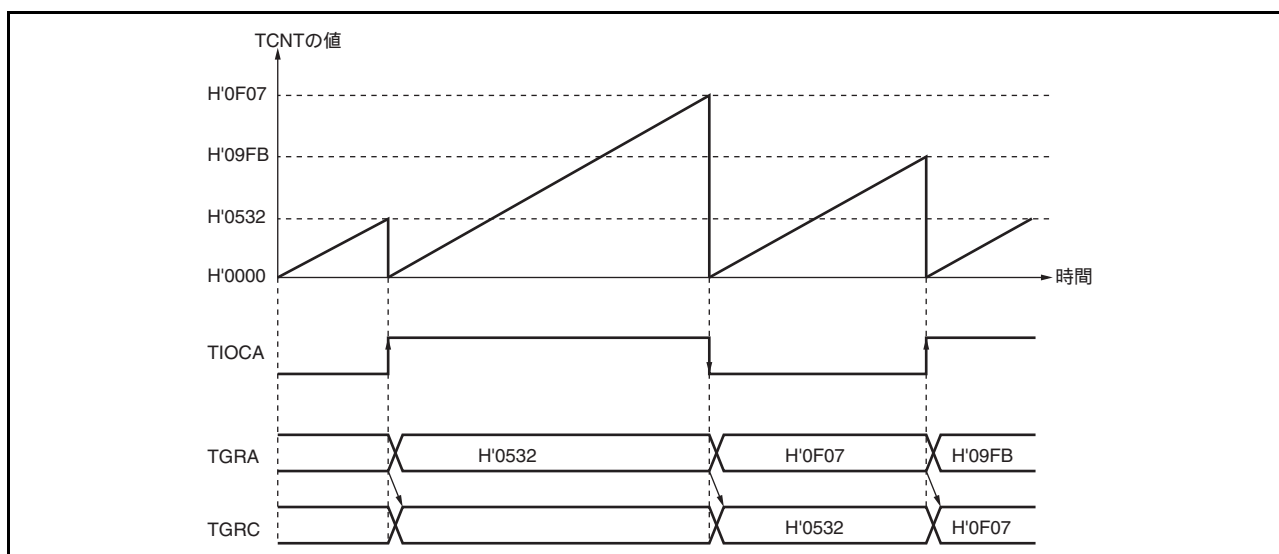 TCNTの値
H'0F07
H'09FB
H'0532
H'0000
時間
TIOCA
TGRA H'0532 H'0F07 H'09FB
TGRC H'0532 H'0F07